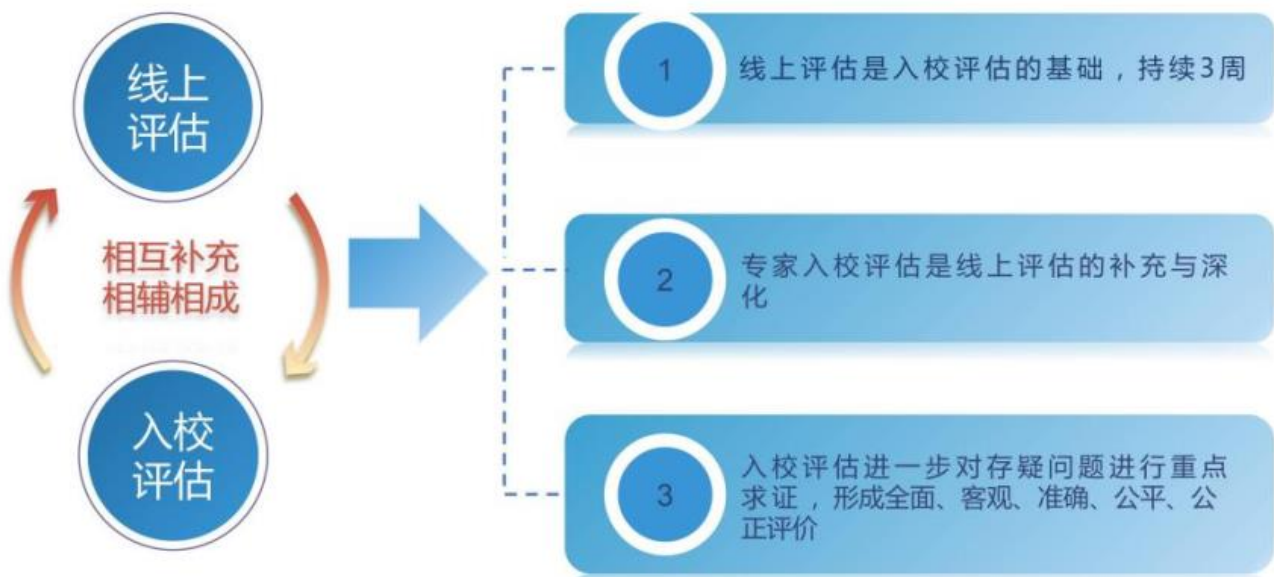 线上
评估
相互补充
相辅相成
入校
评估
1
线上评估是入校评估的基础，持续3周
2
专家入校评估是线上评估的补充与深
化
3
入校评估进一步对存疑问题进行重点
求证，形成全面、客观、准确、公平、公
正评价